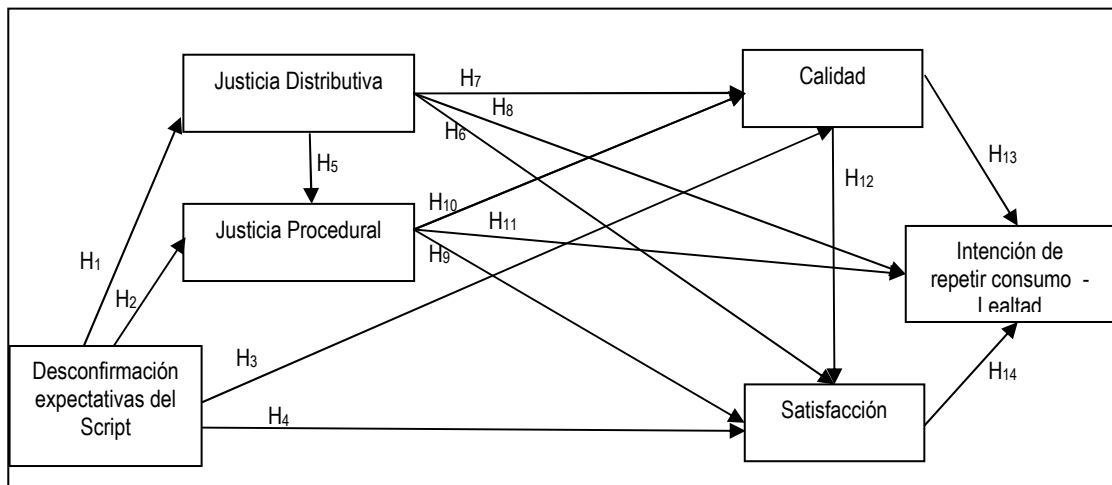 Justicia Distributiva
H7
Calidad
H8
H6
H5
H13
H12
H10
Justicia Procedural
H11
H9
Intención de
repetir consumo -
Lealtad
H1
H2
H3
Desconfirmación
expectativas del
Script
H4
Satisfacción
H14